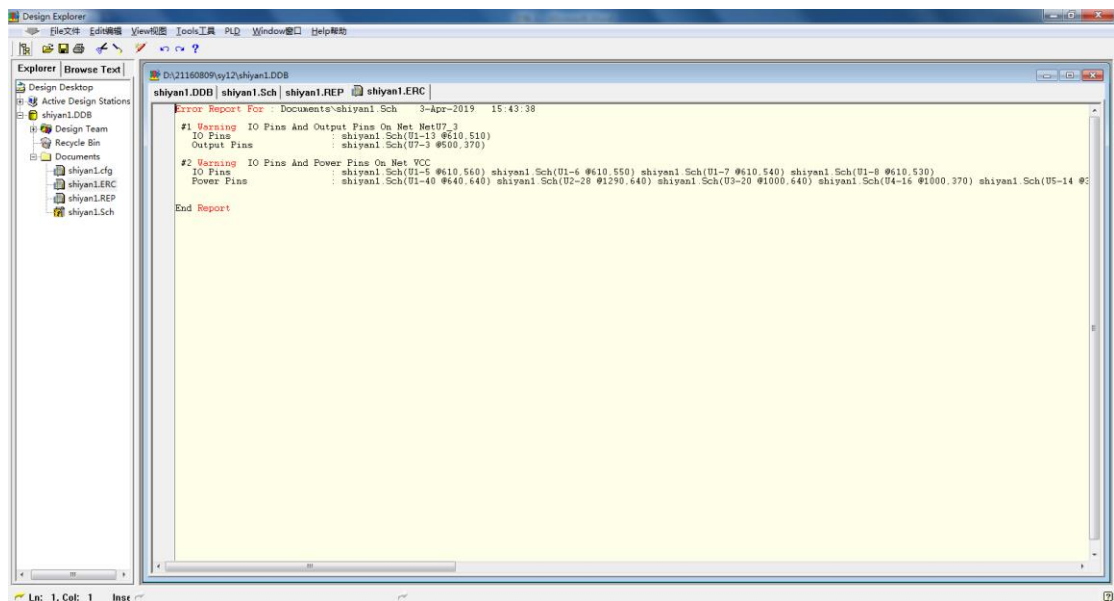 Design Explorer
File文件 Edit编辑 View视图 Tools工具 PLD Window窗口 Help帮助
Explorer Browse Text
Design Desktop
Active Design Stations
shiyan1.DDB
Design Team
Recycle Bin
Documents
shiyan1.cfg
shiyan1.ERC
shiyan1.REP
shiyan1.Sch
D:\21160809\sy12\shiyan1.DDB
shiyan1.DDB shiyan1.Sch shiyan1.REP shiyan1.ERC
Error Report For : Documents\shiyan1.Sch 3-Apr-2019 15:43:38
#1 Warning IO Pins And Output Pins On Net NetU7_3
IO Pins : shiyan1.Sch(U1-13 @610,510)
Output Pins : shiyan1.Sch(U7-3 @500,370)
#2 Warning IO Pins And Power Pins On Net VCC
IO Pins : shiyan1.Sch(U1-5 @610,560) shiyan1.Sch(U1-6 @610,550) shiyan1.Sch(U1-7 @610,540) shiyan1.Sch(U1-8 @610,530)
Power Pins : shiyan1.Sch(U1-40 @640,640) shiyan1.Sch(U2-28 @1290,640) shiyan1.Sch(U3-20 @1000,640) shiyan1.Sch(U4-16 @1000,370) shiyan1.Sch(U5-14
End Report
Ln: 1, Col: 1 Inse